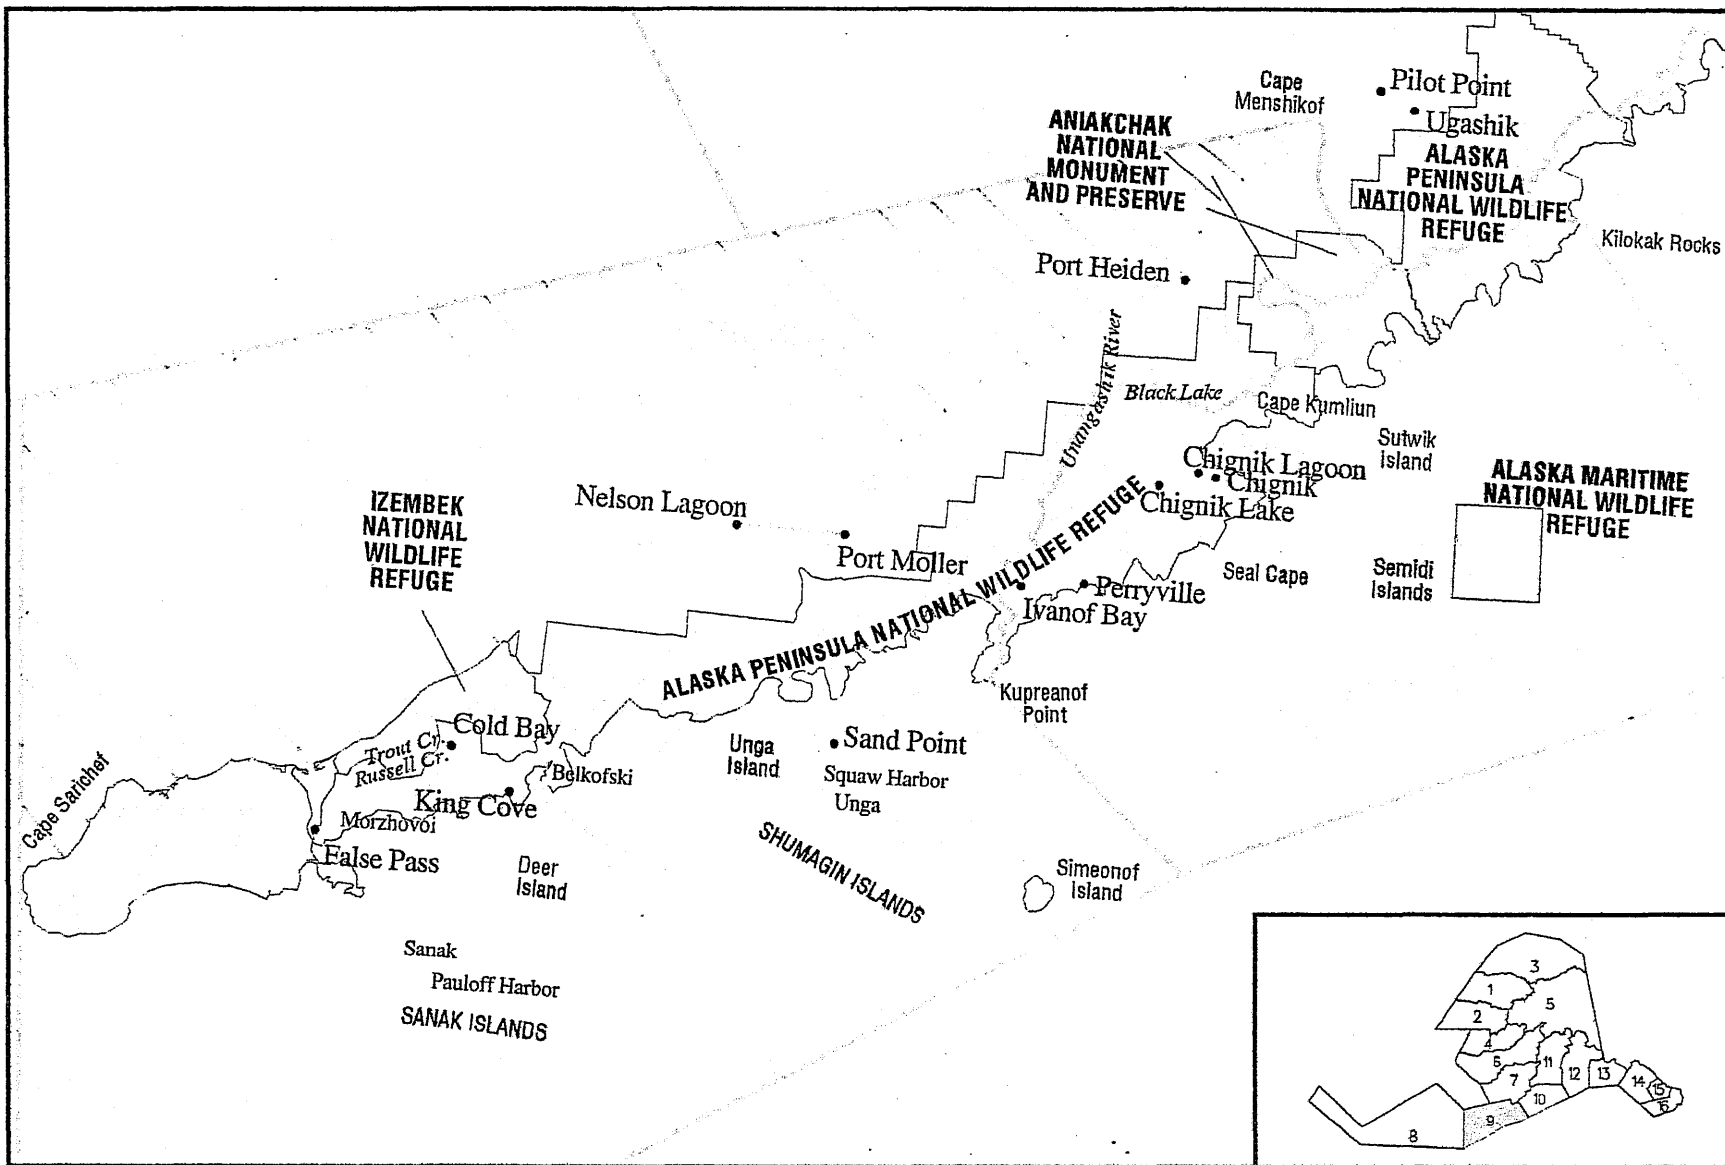 Cape
Menshikof
Pilot Point
Ugashik
ANIAKCHAK
NATIONAL
MONUMENT
AND PRESERVE
ALASKA
PENINSULA
NATIONAL WILDLIFE
REFUGE
Kilokak Rocks
Port Heiden
Unangashik River
Black Lake
Cape Kumliun
Sutwik
Island
Chignik Lagoon
Chignik
Chignik Lake
ALASKA MARITIME
NATIONAL WILDLIFE
REFUGE
IZEMBEK
NATIONAL
WILDLIFE
REFUGE
Nelson Lagoon
Port Moller
ALASKA PENINSULA NATIONAL WILDLIFE REFUGE
Seal Cape
Semidi
Islands
Perryville
Ivanof Bay
Kupreanof
Point
Cold Bay
Trout Cr.
Russell Cr.
Unga
Island
Sand Point
Squaw Harbor
Unga
Belkofski
King Cove
Cape Sarichef
Morzhovoi
False Pass
Deer
Island
SHUMAGIN ISLANDS
Simeonof
Island
Sanak
Pauloff Harbor
SANAK ISLANDS
3
1
5
2
4
6
11
7
12
13
14
15
16
10
9
8